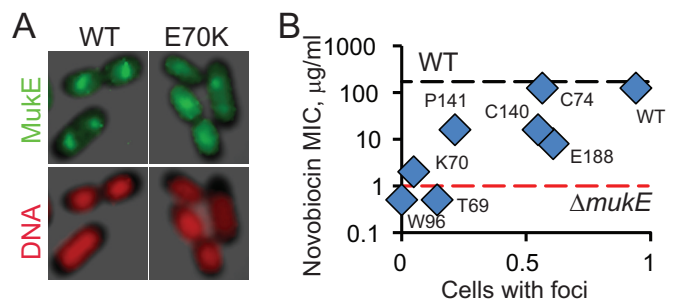 A
WT
E70K
MukE
DNA
B
Novobiocin MIC, µg/ml
1000
100
10
1
0.1
WT
P141
C140
C74
WT
K70
E188
W96
T69
ΔmukE
0
0.5
1
Cells with foci